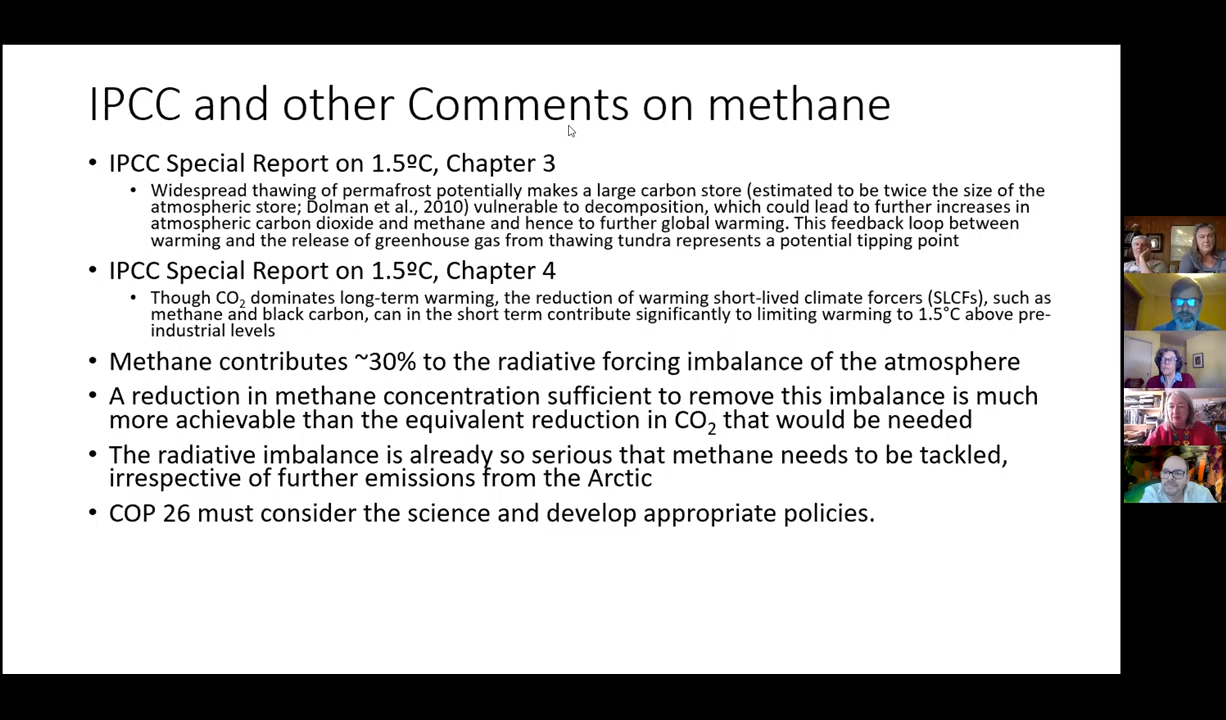 IPCC and other Comments on methane
• IPCC Special Report on 1.5ºC, Chapter 3
• Widespread thawing of permafrost potentially makes a large carbon store (estimated to be twice the size of the
atmospheric store; Dolman et al., 2010) vulnerable to decomposition, which could lead to further increases in
atmospheric carbon dioxide and methane and hence to further global warming. This feedback loop between
warming and the release of greenhouse gas from thawing tundra represents a potential tipping point
• IPCC Special Report on 1.5ºC, Chapter 4
• Though CO₂ dominates long-term warming, the reduction of warming short-lived climate forcers (SLCFs), such as
methane and black carbon, can in the short term contribute significantly to limiting warming to 1.5°C above pre-
industrial levels
• Methane contributes ~30% to the radiative forcing imbalance of the atmosphere
• A reduction in methane concentration sufficient to remove this imbalance is much
more achievable than the equivalent reduction in CO₂ that would be needed
• The radiative imbalance is already so serious that methane needs to be tackled,
irrespective of further emissions from the Arctic
• COP 26 must consider the science and develop appropriate policies.